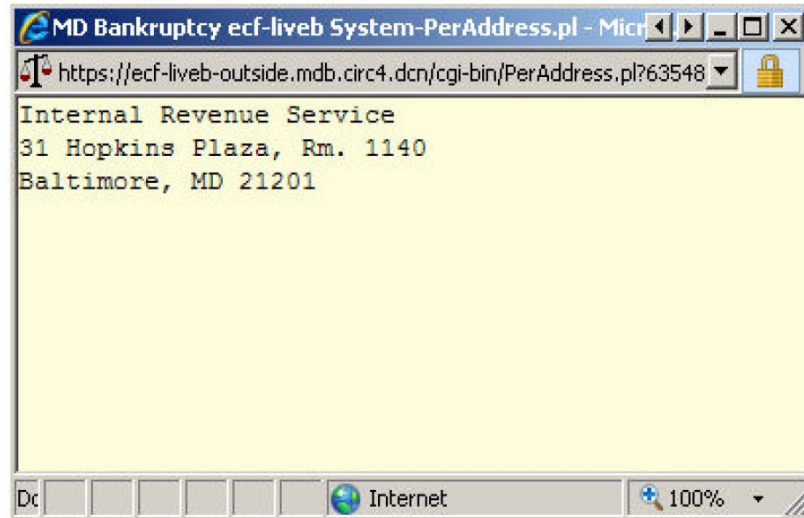 MD Bankruptcy ecf-liveb System-PerAddress.pl - Micr
https://ecf-liveb-outside.mdb.circ4.dcn/cgi-bin/PerAddress.pl?63548
Internal Revenue Service
31 Hopkins Plaza, Rm. 1140
Baltimore, MD 21201
Internet
100%